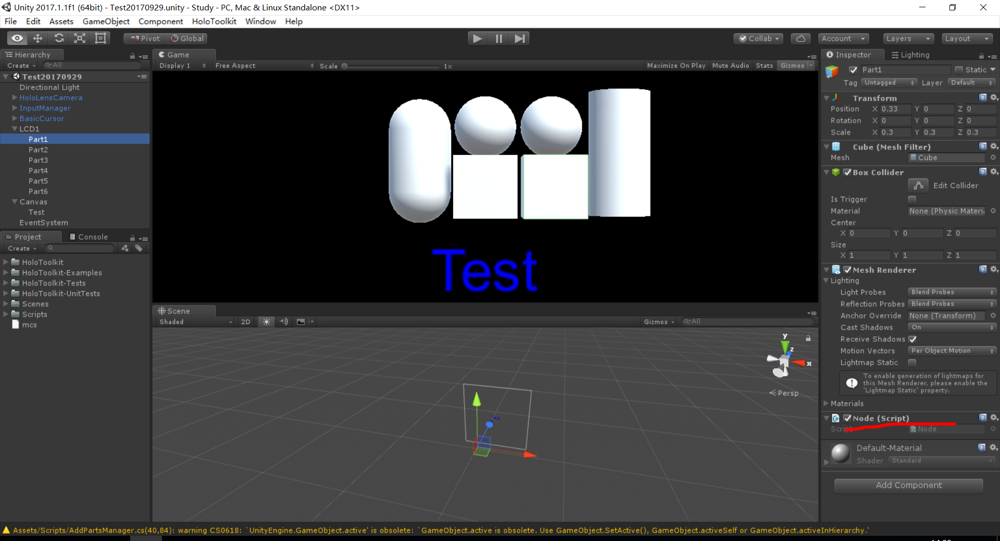 Unity 2017.1.1f1 (64bit) - Test20170929.unity - Study - PC, Mac & Linux Standalone <DX11>
File Edit Assets GameObject Component HoloToolkit Window Help
Pivot Global Collab Account Layers Layout
Hierarchy
Create All
Test20170929
Directional Light
HoloLensCamera
InputManager
BasicCursor
LCD1
Part1
Part2
Part3
Part4
Part5
Part6
Canvas
Test
EventSystem
Project Console
Create
HoloToolkit
HoloToolkit-Examples
HoloToolkit-Tests
HoloToolkit-UnitTests
Scenes
Scripts
mcs
Game
Display 1 Free Aspect Scale 1x Maximize On Play Mute Audio Stats Gizmos
Test
Scene
Shaded 2D Gizmos All
y
z
x
Persp
Inspector Lighting
Part1 Static
Tag Untagged Layer Default
Transform
Position X 0.33 Y 0 Z 0
Rotation X 0 Y 0 Z 0
Scale X 0.3 Y 0.3 Z 0.3
Cube (Mesh Filter)
Mesh Cube
Box Collider
Edit Collider
Is Trigger
Material None (Physic Materi
Center
X 0 Y 0 Z 0
Size
X 1 Y 1 Z 1
Mesh Renderer
Lighting
Light Probes Blend Probes
Reflection Probes Blend Probes
Anchor Override None (Transform)
Cast Shadows On
Receive Shadows
Motion Vectors Per Object Motion
Lightmap Static
To enable generation of lightmaps for
this Mesh Renderer, please enable the
'Lightmap Static' property.
Materials
Node (Script)
Script Node
Default-Material
Shader Standard
Add Component
Assets/Scripts/AddPartsManager.cs(40,84): warning CS0618: `UnityEngine.GameObject.active' is obsolete: `GameObject.active is obsolete. Use GameObject.SetActive(), GameObject.activeSelf or GameObject.activeInHierarchy.'